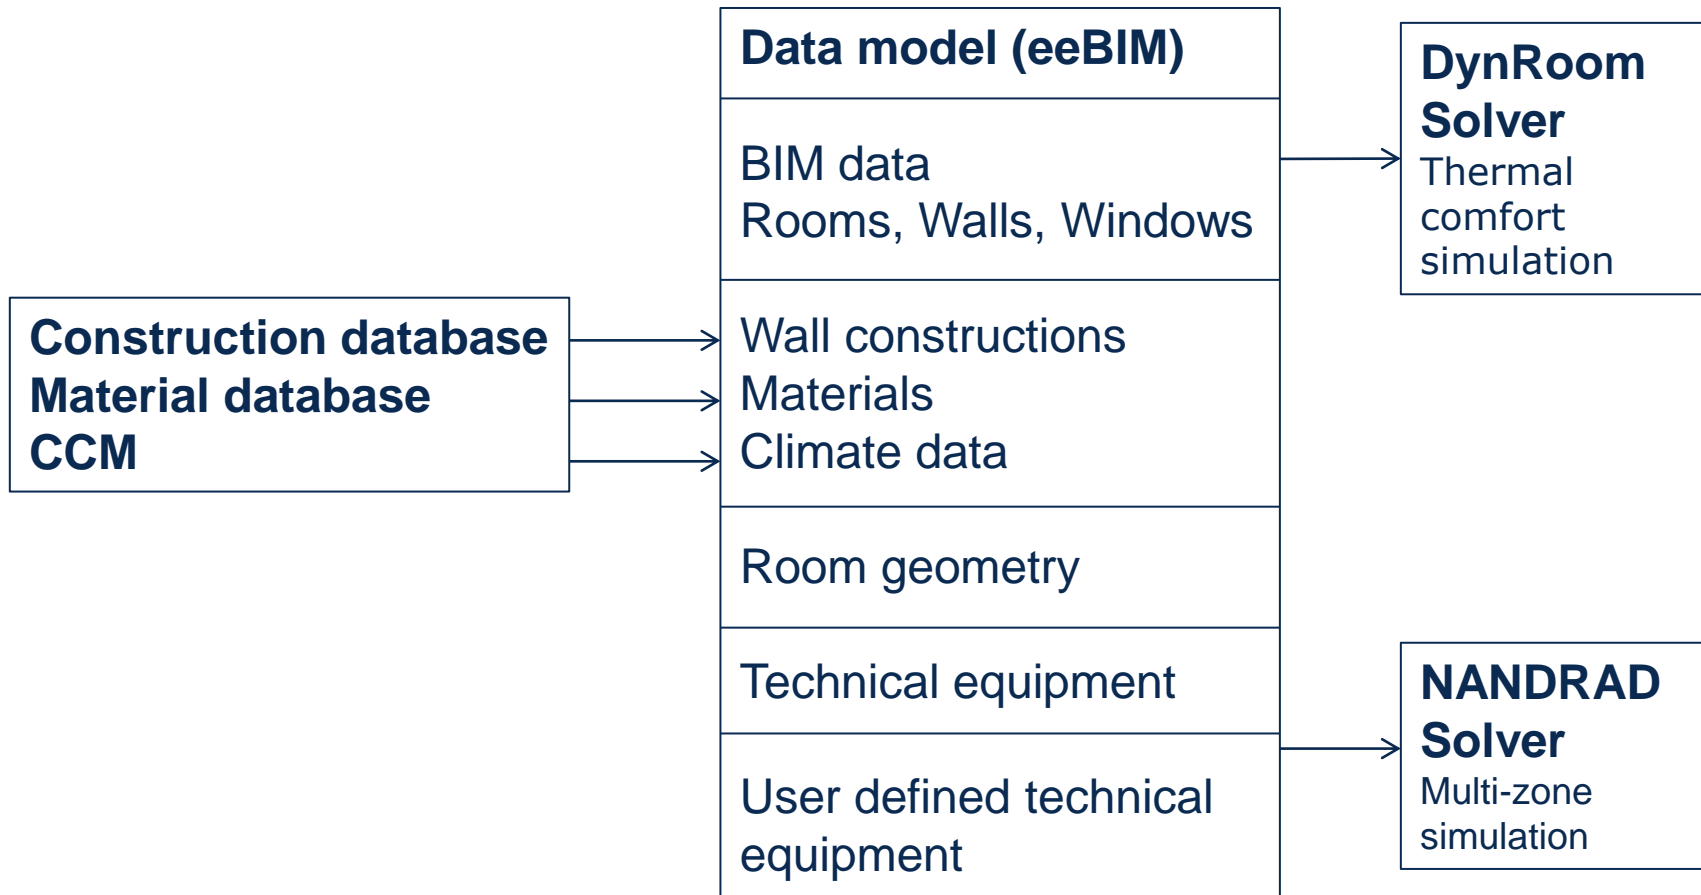 Construction database
Material database
CCM
Data model (eeBIM)
BIM data
Rooms, Walls, Windows
Wall constructions
Materials
Climate data
Room geometry
Technical equipment
User defined technical
equipment
DynRoom
Solver
Thermal
comfort
simulation
NANDRAD
Solver
Multi-zone
simulation